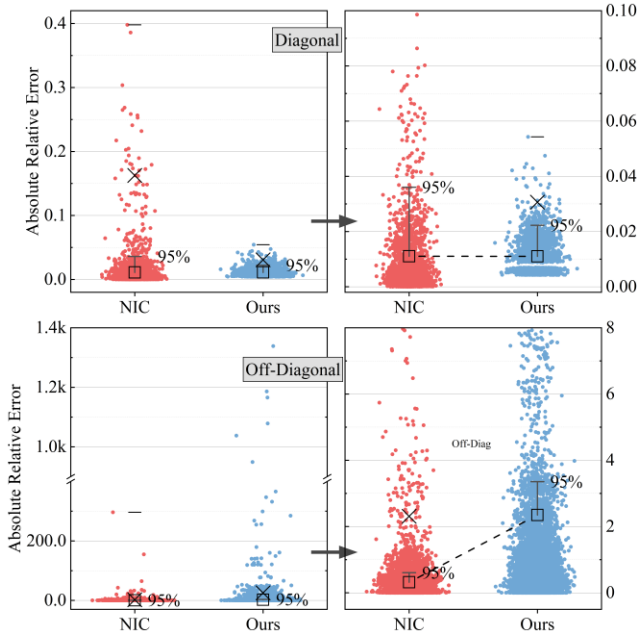 Absolute Relative Error
0.4
0.3
0.2
0.1
0.0
Diagonal
95%
95%
NIC
Ours
0.10
0.08
0.06
0.04
0.02
0.00
95%
95%
NIC
Ours
Absolute Relative Error
1.4k
1.2k
1.0k
200.0
0.0
Off-Diagonal
95%
95%
NIC
Ours
8
6
4
2
0
Off-Diag
95%
95%
NIC
Ours